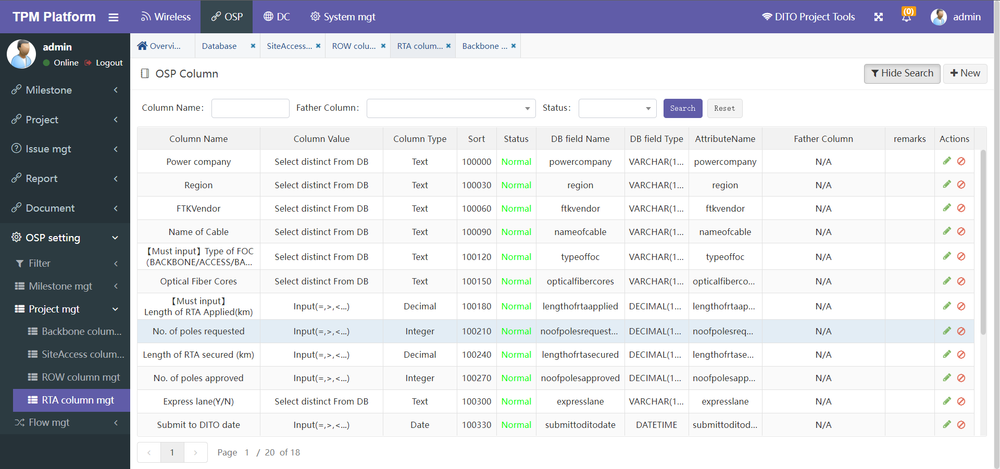 TPM Platform
Wireless
OSP
DC
System mgt
DITO Project Tools
(0)
admin
admin
Online
Logout
Milestone
Project
Issue mgt
Report
Document
OSP setting
Filter
Milestone mgt
Project mgt
Backbone colum...
SiteAccess colum...
ROW column mgt
RTA column mgt
Flow mgt
Overvi...
Database
SiteAccess...
ROW colu...
RTA colum...
Backbone ...
OSP Column
Hide Search
New
Column Name:
Father Column:
Status:
Search
Reset
Column Name Column Value Column Type Sort Status DB field Name DB field Type AttributeName Father Column remarks Actions
Power company Select distinct From DB Text 100000 Normal powercompany VARCHAR(1... powercompany N/A
Region Select distinct From DB Text 100030 Normal region VARCHAR(1... region N/A
FTKVendor Select distinct From DB Text 100060 Normal ftkvendor VARCHAR(1... ftkvendor N/A
Name of Cable Select distinct From DB Text 100090 Normal nameofcable VARCHAR(1... nameofcable N/A
【Must input】Type of FOC
(BACKBONE/ACCESS/BA... Select distinct From DB Text 100120 Normal typeoffoc VARCHAR(1... typeoffoc N/A
Optical Fiber Cores Select distinct From DB Text 100150 Normal opticalfibercores VARCHAR(1... opticalfiberco... N/A
【Must input】
Length of RTA Applied(km) Input(=,>,<...) Decimal 100180 Normal lengthofrtaapplied DECIMAL(1... lengthofrtaap... N/A
No. of poles requested Input(=,>,<...) Integer 100210 Normal noofpolesrequest... DECIMAL(1... noofpolesreq... N/A
Length of RTA secured (km) Input(=,>,<...) Decimal 100240 Normal lengthofrtasecured DECIMAL(1... lengthofrtase... N/A
No. of poles approved Input(=,>,<...) Integer 100270 Normal noofpolesapproved DECIMAL(1... noofpolesapp... N/A
Express lane(Y/N) Select distinct From DB Text 100300 Normal expresslane VARCHAR(1... expresslane N/A
Submit to DITO date Input(=,>,<...) Date 100330 Normal submittoditodate DATETIME submittoditod... N/A
1
Page 1 / 20 of 18